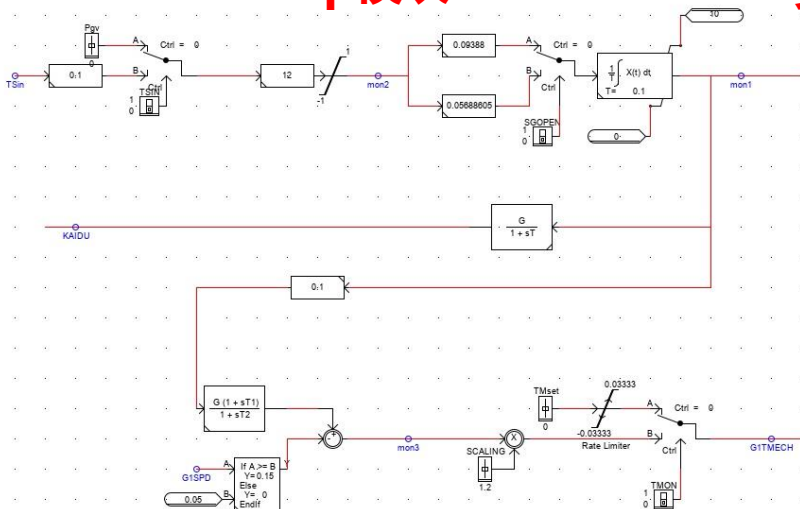 Pgv
0
TSin
0.1
A
B
Ctrl = 0
Ctrl
TSIN
1
0
12
1
-1
mon2
0.09388
0.05688605
A
B
Ctrl = 0
Ctrl
SGOPEN
1
0
1
T
X(t) dt
T= 0.1
10
0
mon1
KAIDU
G
1 + sT
0.1
G (1 + sT1)
1 + sT2
G1SPD
0.05
A
B
If A >= B
Y= 0.15
Else
Y= 0
Endif
-
+
mon3
SCALING
1.2
X
TMset
0
0.03333
-0.03333
Rate Limiter
A
B
Ctrl = 0
Ctrl
TMON
1
0
G1TMECH